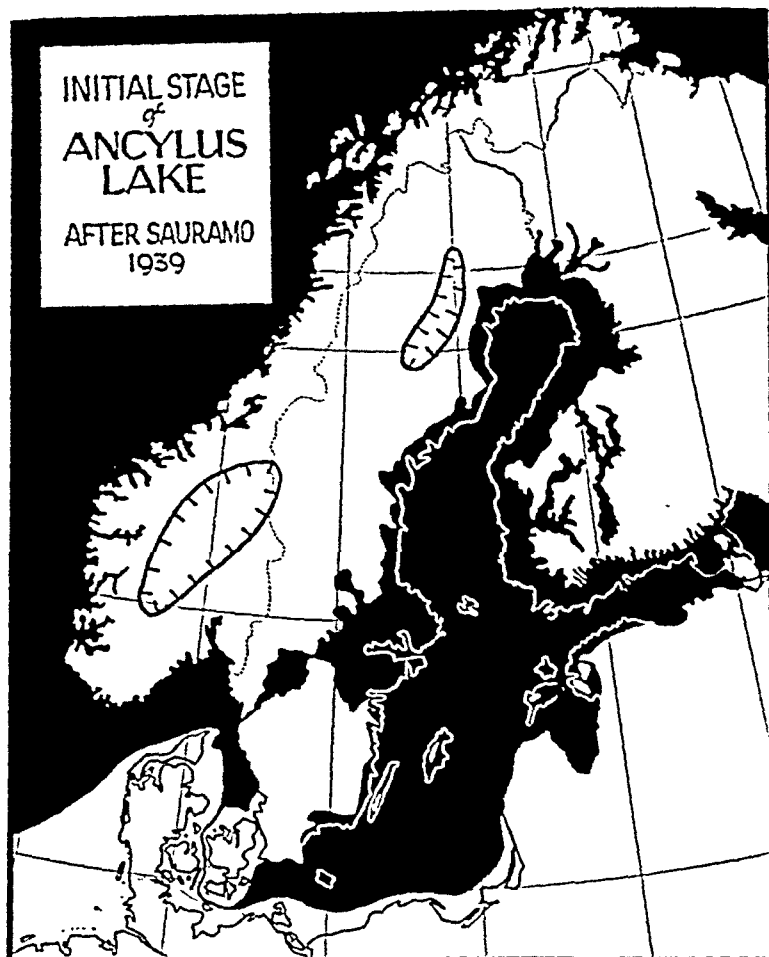 INITIAL STAGE
of
ANCYLUS
LAKE
AFTER SAURAMO
1939